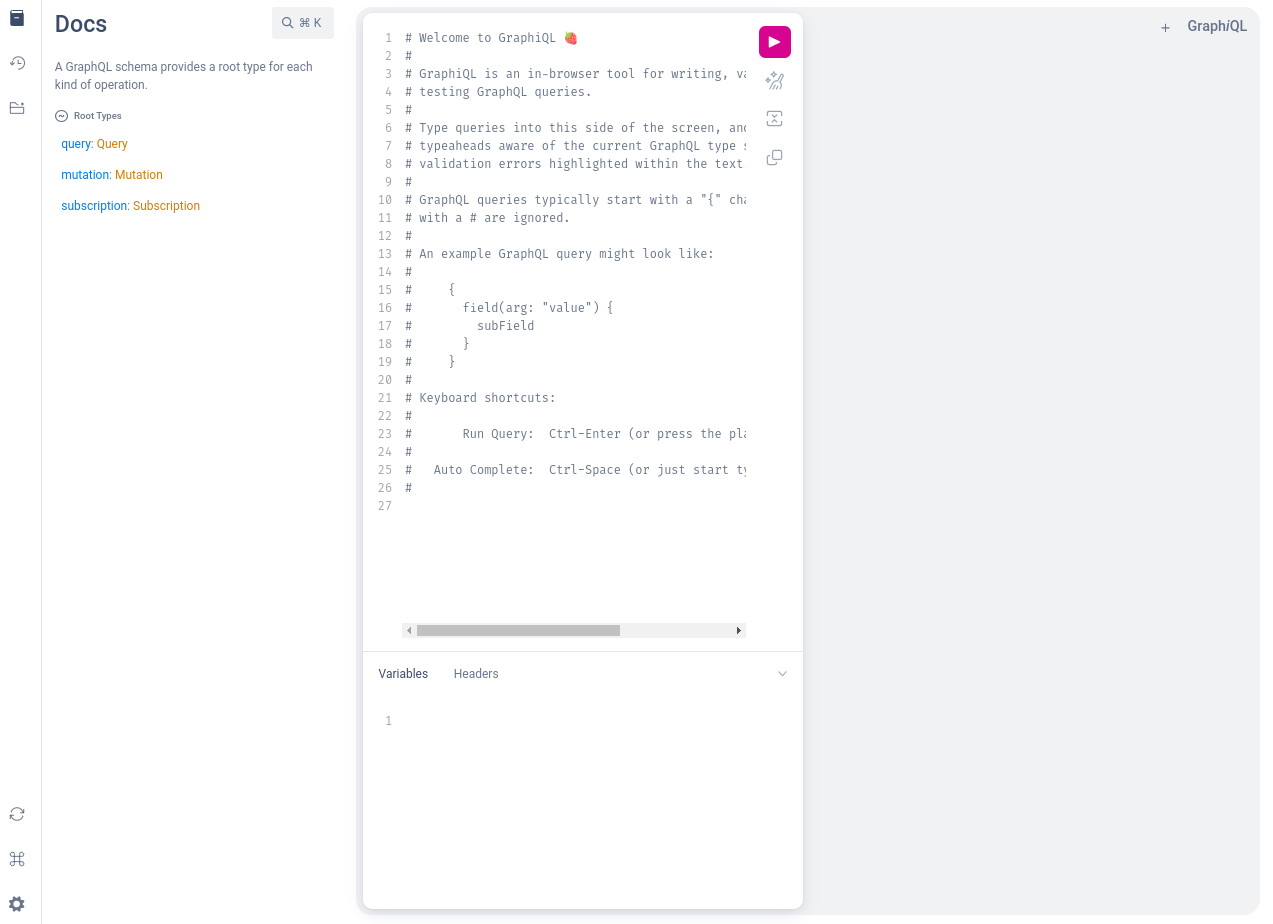 Docs
⌘ K
A GraphQL schema provides a root type for each
kind of operation.
Root Types
query: Query
mutation: Mutation
subscription: Subscription
1 # Welcome to GraphiQL 🍓
2 #
3 # GraphiQL is an in-browser tool for writing, va
4 # testing GraphQL queries.
5 #
6 # Type queries into this side of the screen, and
7 # typeaheads aware of the current GraphQL type s
8 # validation errors highlighted within the text
9 #
10 # GraphQL queries typically start with a "{" cha
11 # with a # are ignored.
12 #
13 # An example GraphQL query might look like:
14 #
15 #     {
16 #       field(arg: "value") {
17 #         subField
18 #       }
19 #     }
20 #
21 # Keyboard shortcuts:
22 #
23 #       Run Query:  Ctrl-Enter (or press the pla
24 #
25 #   Auto Complete:  Ctrl-Space (or just start ty
26 #
27
Variables Headers
1
+ GraphiQL